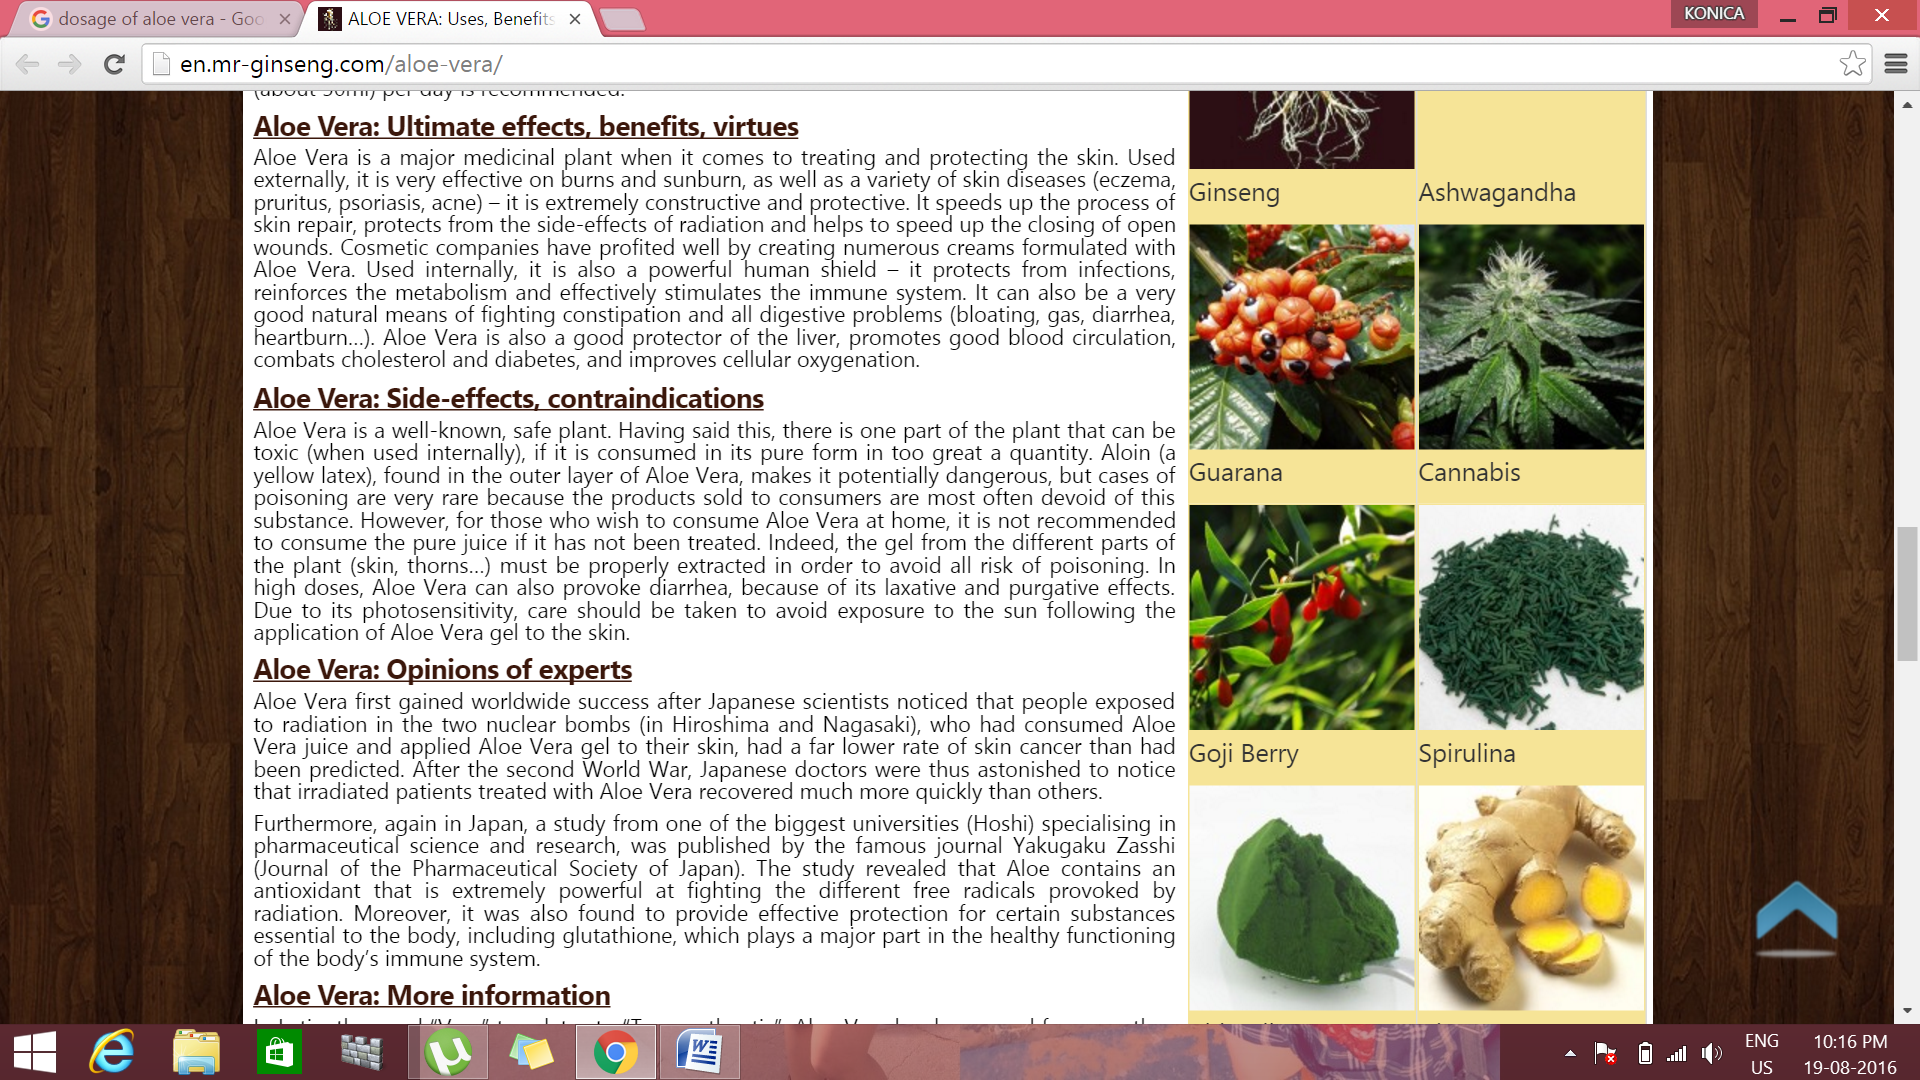 dosage of aloe vera - Goo
ALOE VERA: Uses, Benefits
KONICA
en.mr-ginseng.com/aloe-vera/
(about 50ml) per day is recommended.
Aloe Vera: Ultimate effects, benefits, virtues
Aloe Vera is a major medicinal plant when it comes to treating and protecting the skin. Used
externally, it is very effective on burns and sunburn, as well as a variety of skin diseases (eczema,
pruritus, psoriasis, acne) – it is extremely constructive and protective. It speeds up the process of
skin repair, protects from the side-effects of radiation and helps to speed up the closing of open
wounds. Cosmetic companies have profited well by creating numerous creams formulated with
Aloe Vera. Used internally, it is also a powerful human shield – it protects from infections,
reinforces the metabolism and effectively stimulates the immune system. It can also be a very
good natural means of fighting constipation and all digestive problems (bloating, gas, diarrhea,
heartburn...). Aloe Vera is also a good protector of the liver, promotes good blood circulation,
combats cholesterol and diabetes, and improves cellular oxygenation.
Aloe Vera: Side-effects, contraindications
Aloe Vera is a well-known, safe plant. Having said this, there is one part of the plant that can be
toxic (when used internally), if it is consumed in its pure form in too great a quantity. Aloin (a
yellow latex), found in the outer layer of Aloe Vera, makes it potentially dangerous, but cases of
poisoning are very rare because the products sold to consumers are most often devoid of this
substance. However, for those who wish to consume Aloe Vera at home, it is not recommended
to consume the pure juice if it has not been treated. Indeed, the gel from the different parts of
the plant (skin, thorns...) must be properly extracted in order to avoid all risk of poisoning. In
high doses, Aloe Vera can also provoke diarrhea, because of its laxative and purgative effects.
Due to its photosensitivity, care should be taken to avoid exposure to the sun following the
application of Aloe Vera gel to the skin.
Aloe Vera: Opinions of experts
Aloe Vera first gained worldwide success after Japanese scientists noticed that people exposed
to radiation in the two nuclear bombs (in Hiroshima and Nagasaki), who had consumed Aloe
Vera juice and applied Aloe Vera gel to their skin, had a far lower rate of skin cancer than had
been predicted. After the second World War, Japanese doctors were thus astonished to notice
that irradiated patients treated with Aloe Vera recovered much more quickly than others.
Furthermore, again in Japan, a study from one of the biggest universities (Hoshi) specialising in
pharmaceutical science and research, was published by the famous journal Yakugaku Zasshi
(Journal of the Pharmaceutical Society of Japan). The study revealed that Aloe contains an
antioxidant that is extremely powerful at fighting the different free radicals provoked by
radiation. Moreover, it was also found to provide effective protection for certain substances
essential to the body, including glutathione, which plays a major part in the healthy functioning
of the body's immune system.
Aloe Vera: More information
Ginseng
Ashwagandha
Guarana
Cannabis
Goji Berry
Spirulina
ENG
US
10:16 PM
19-08-2016